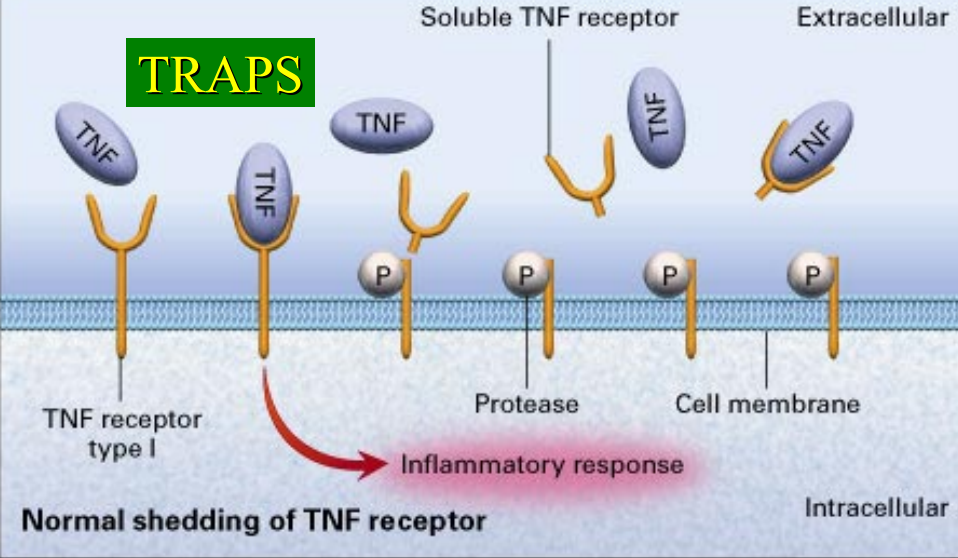 Soluble TNF receptor
Extracellular
TRAPS
TNF
TNF
TNF
TNF
TNF
P
P
P
P
TNF receptor
type I
Protease
Cell membrane
Inflammatory response
Intracellular
Normal shedding of TNF receptor